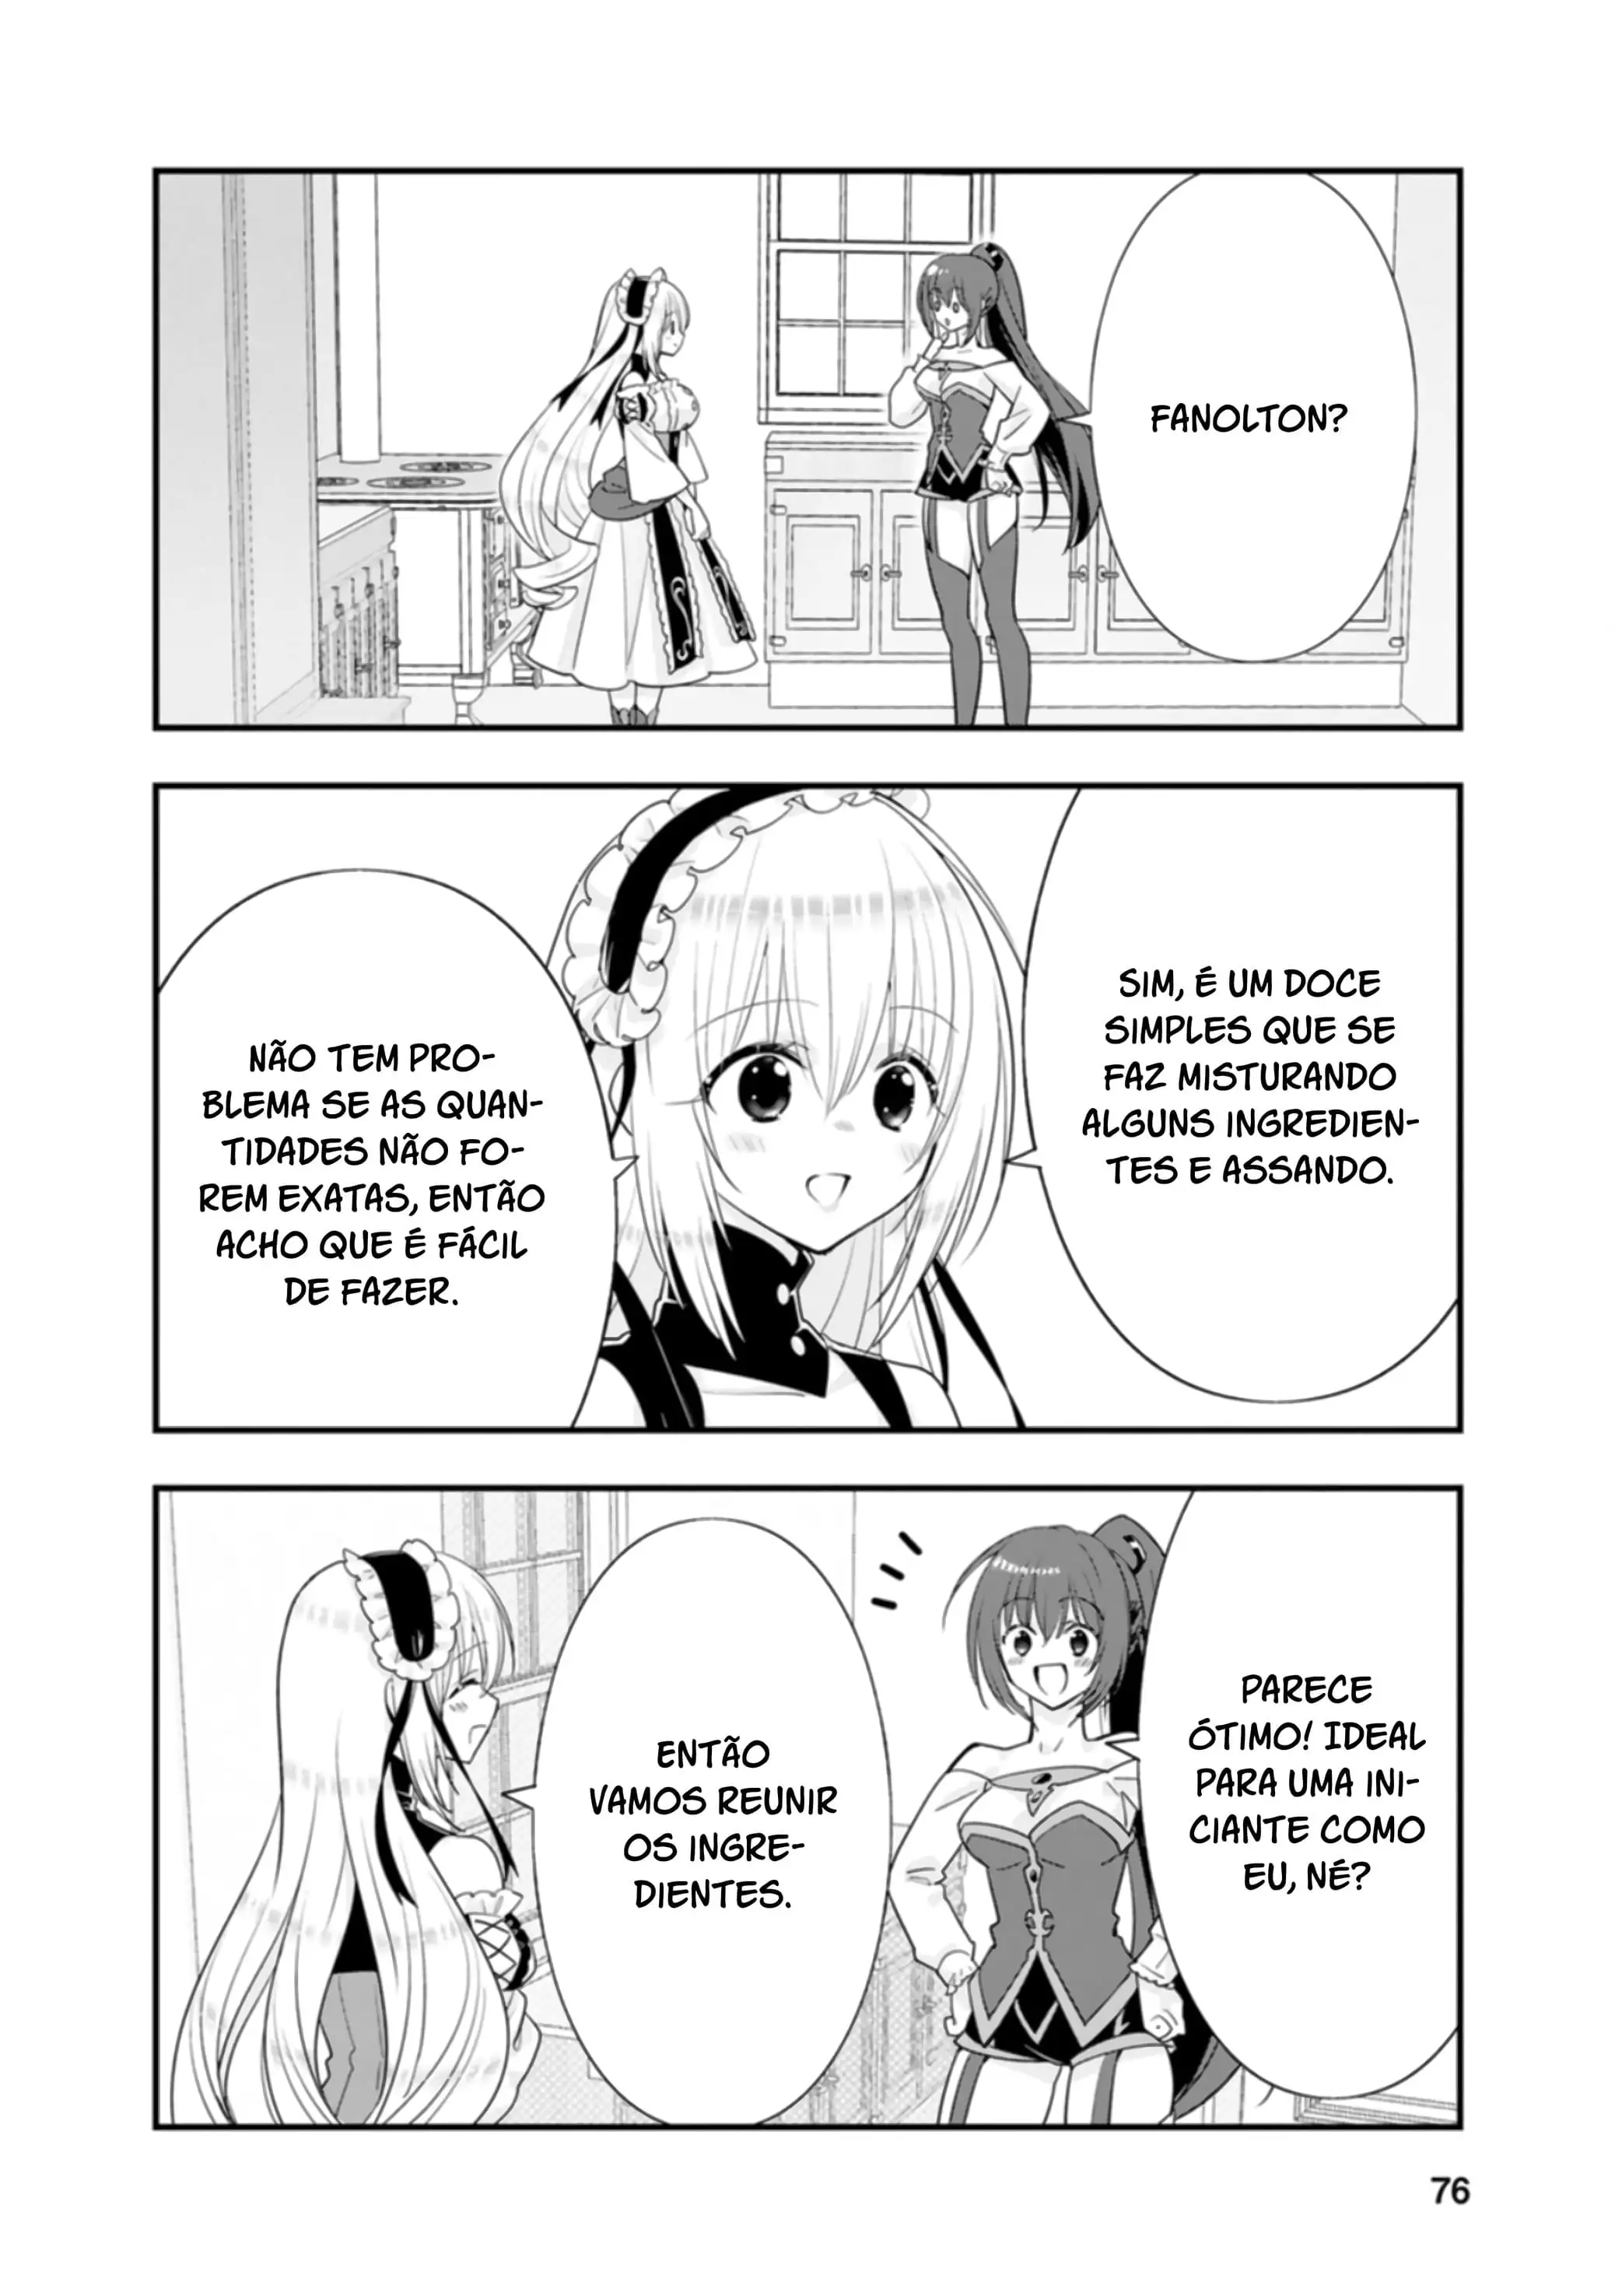 FANOLTON?
SIM, É UM DOCE
SIMPLES QUE SE
FAZ MISTURANDO
ALGUNS INGREDIEN-
TES E ASSANDO.
NÃO TEM PRO-
BLEMA SE AS QUAN-
TIDADES NÃO FO-
REM EXATAS, ENTÃO
ACHO QUE É FÁCIL
DE FAZER.
PARECE
ÓTIMO! IDEAL
PARA UMA INI-
CIANTE COMO
EU, NÉ?
ENTÃO
VAMOS REUNIR
OS INGRE-
DIENTES.
76